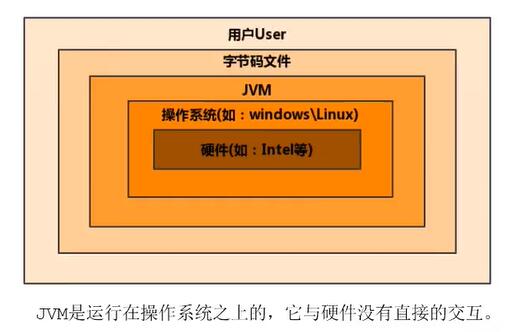 用户User
字节码文件
JVM
操作系统(如：windows\Linux)
硬件(如：Intel等)
JVM是运行在操作系统之上的，它与硬件没有直接的交互。